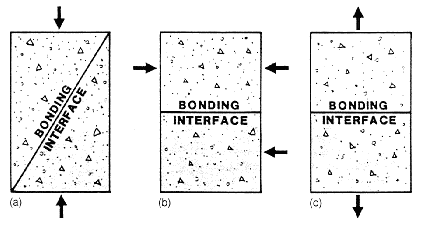 BONDING
INTERFACE
(a)
BONDING
INTERFACE
(b)
BONDING
INTERFACE
(c)